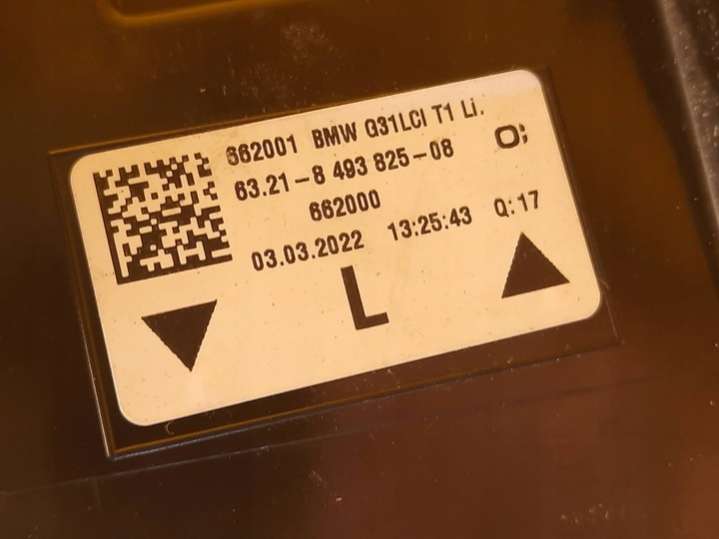 662001 BMW G31LCI T1 Li.
63.21-8 493 825-08 O;
662000
03.03.2022 13:25:43 Q:17
L